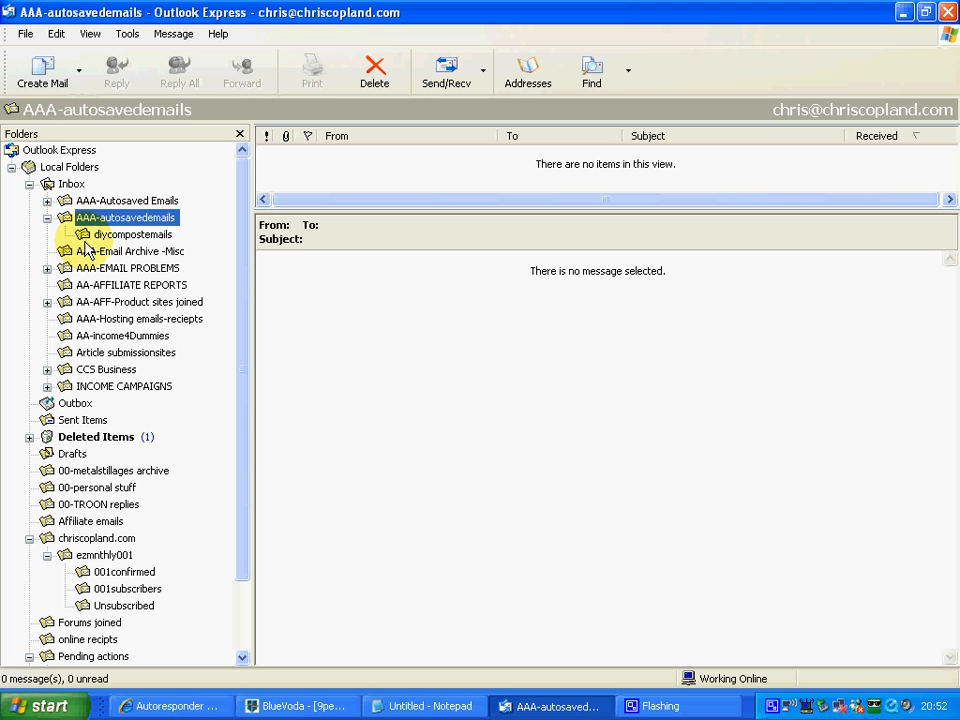 AAA-autosavedemails - Outlook Express - chris@chriscopland.com
File Edit View Tools Message Help
Create Mail Reply Reply All Forward Print Delete Send/Recv Addresses Find
AAA-autosavedemails chris@chriscopland.com
Folders
! From To Subject Received
Outlook Express
Local Folders
Inbox
AAA-Autosaved Emails
AAA-autosavedemails
diycompostemails
AAA-Email Archive -Misc
AAA-EMAIL PROBLEMS
AA-AFFILIATE REPORTS
AA-AFF-Product sites joined
AAA-Hosting emails-reciepts
AA-income4Dummies
Article submissionsites
CCS Business
INCOME CAMPAIGNS
Outbox
Sent Items
Deleted Items (1)
Drafts
00-metalstillages archive
00-personal stuff
00-TROON replies
Affiliate emails
chriscopland.com
ezmnthly001
001confirmed
001subscribers
Unsubscribed
Forums joined
online recipts
Pending actions
There are no items in this view.
From: To:
Subject:
There is no message selected.
0 message(s), 0 unread Working Online
start Autoresponder ... BlueVoda - [9pe... Untitled - Notepad AAA-autosaved... Flashing 20:52